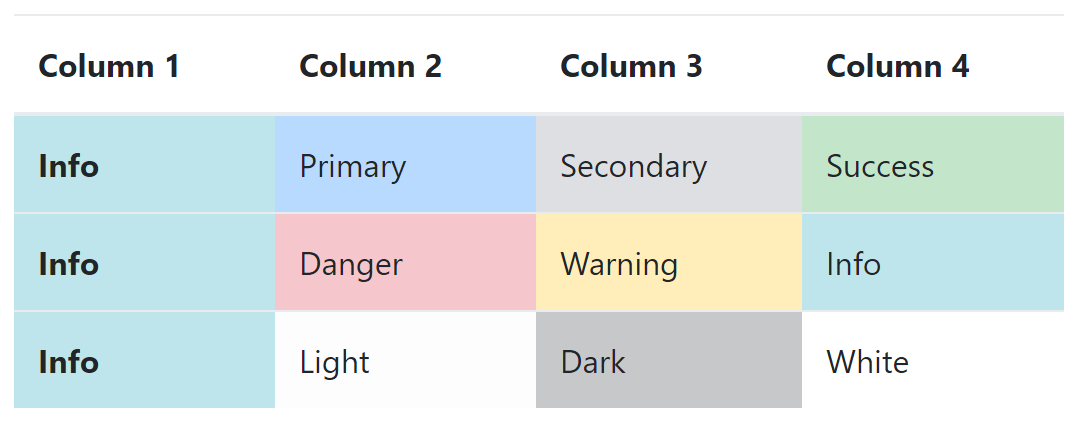 Column 1 Column 2 Column 3 Column 4
Info Primary Secondary Success
Info Danger Warning Info
Info Light Dark White